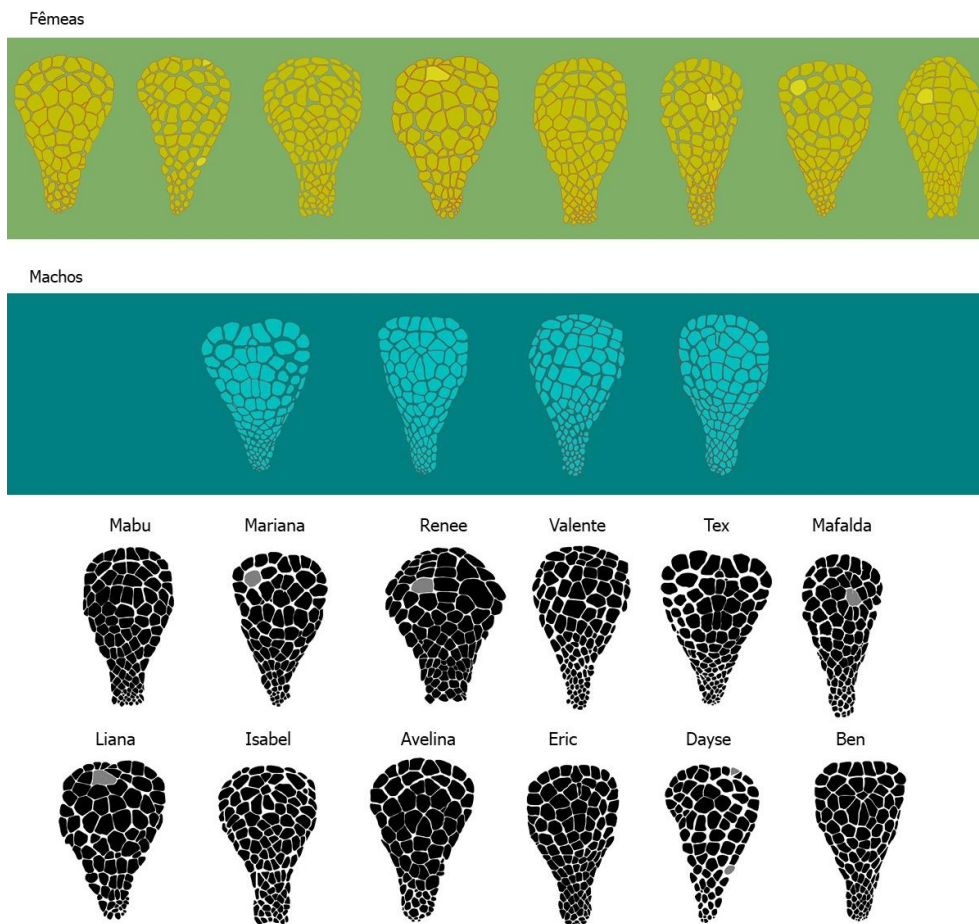 Fêmeas
Machos
Mabu Mariana Renee Valente Tex Mafalda
Liana Isabel Avelina Eric Dayse Ben